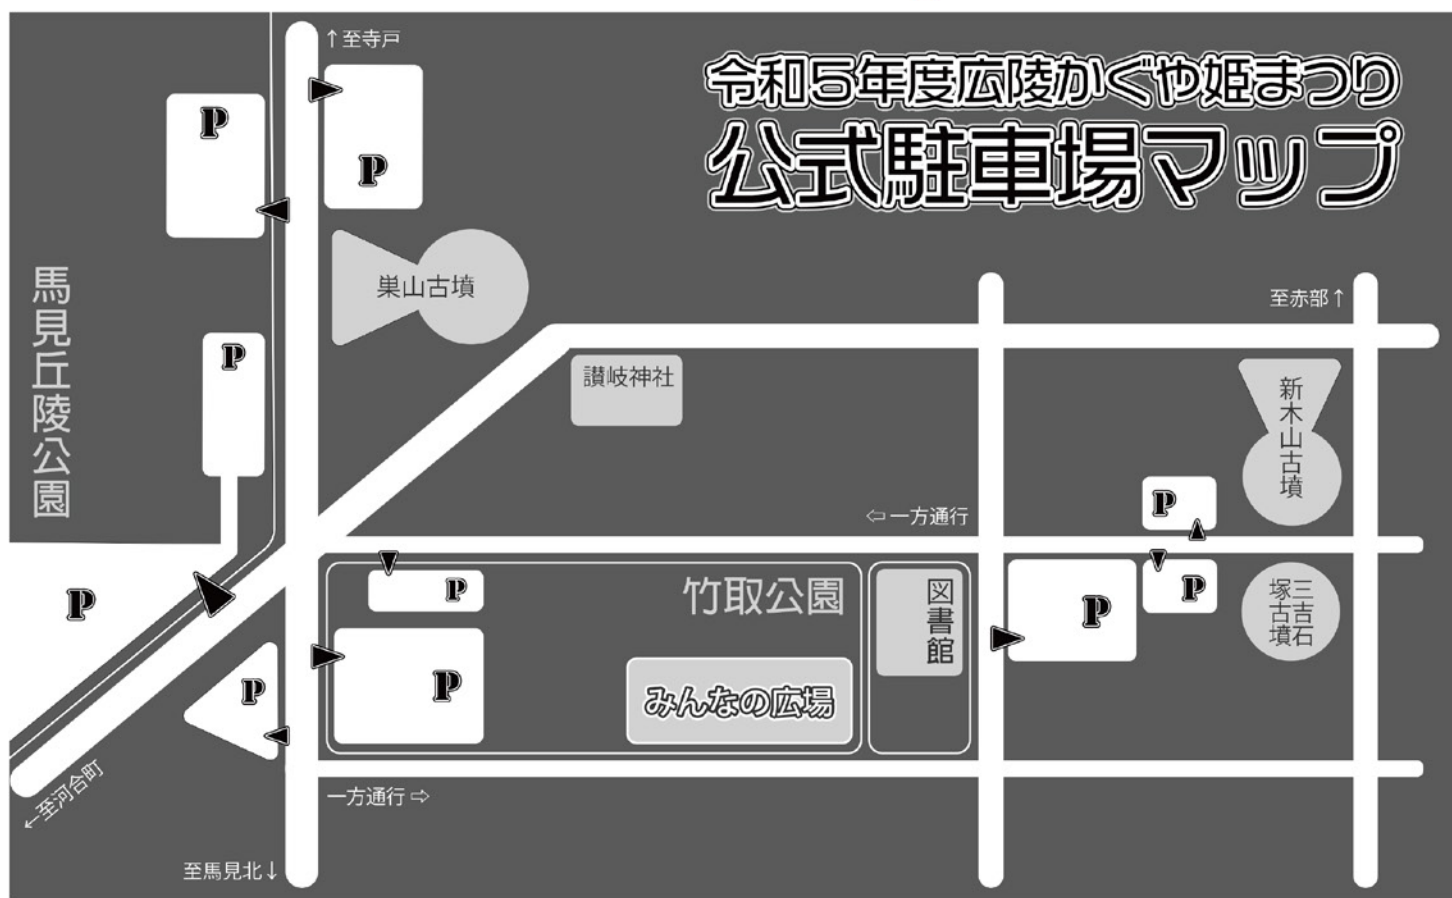 令和5年度広陵かぐや姫まつり
公式駐車場マップ
↑至寺戸
P
P
巣山古墳
馬見丘陵公園
P
讃岐神社
至赤部↑
新木山古墳
⇦一方通行
P
P
竹取公園
図書館
P
P
P
三吉石
塚古墳
P
P
P
みんなの広場
←至河合町
一方通行⇨
至馬見北↓